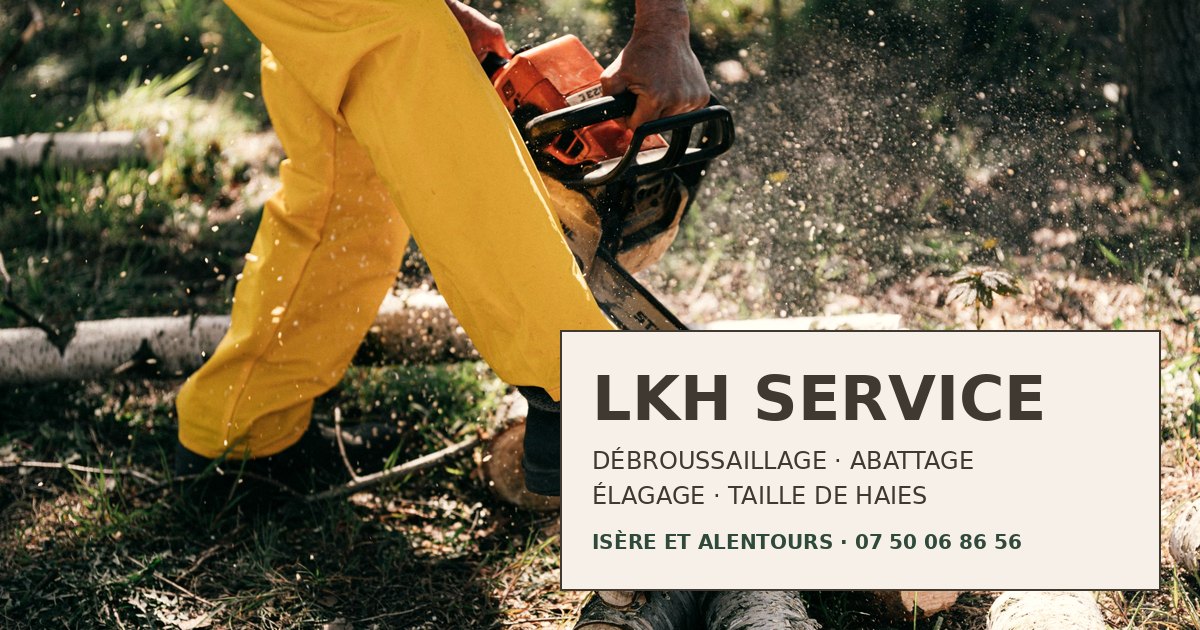 LKH SERVICE
DÉBROUSSAILLAGE · ABATTAGE
ÉLAGAGE · TAILLE DE HAIES
ISÈRE ET ALENTOURS · 07 50 06 86 56